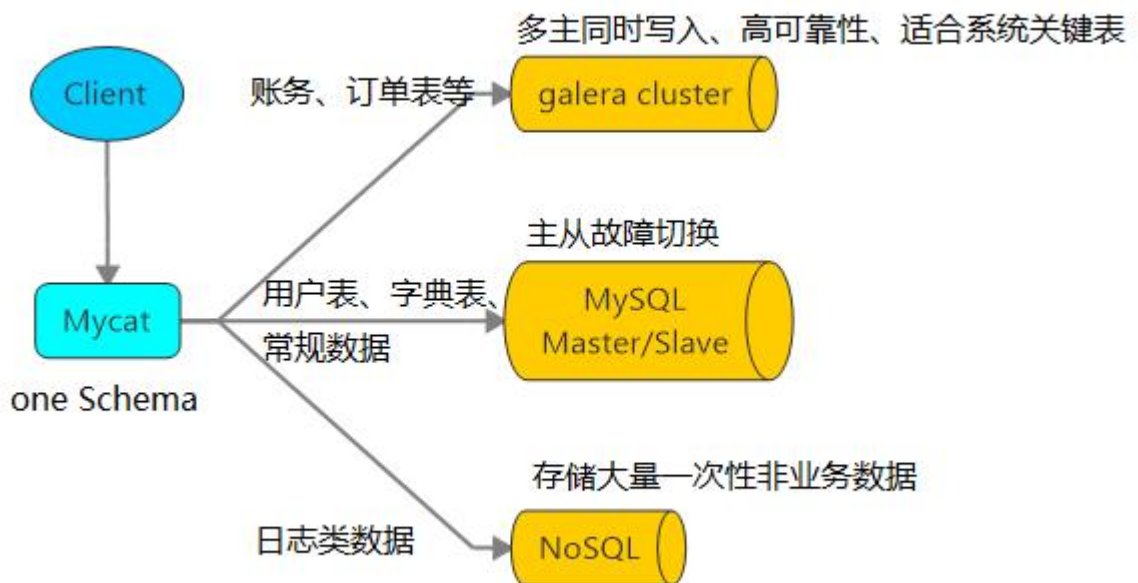 多主同时写入、高可靠性、适合系统关键表
Client
账务、订单表等
galera cluster
主从故障切换
用户表、字典表、
常规数据
MySQL
Master/Slave
Mycat
one Schema
存储大量一次性非业务数据
日志类数据
NoSQL